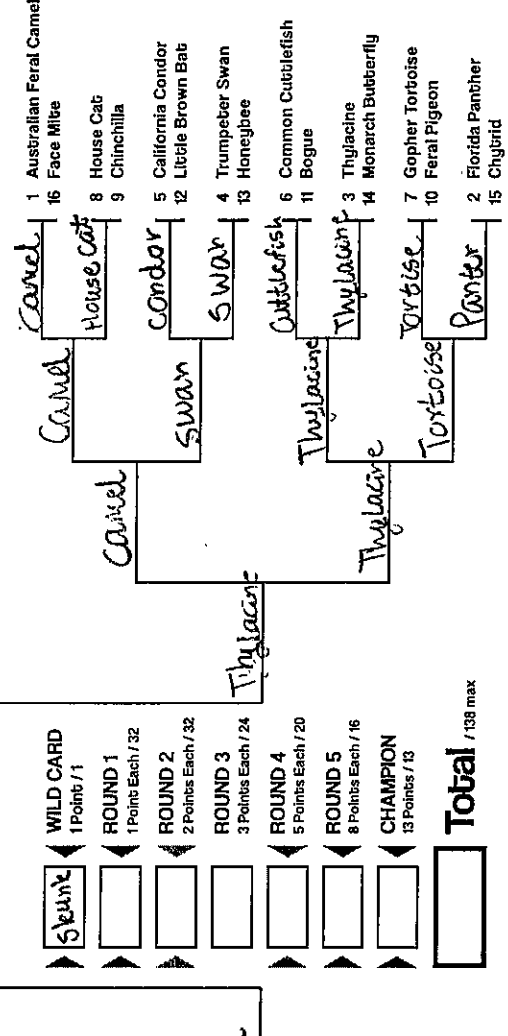 1 Australian Feral Camel
16 Face Mite
8 House Cat
9 Chinchilla
5 California Condor
12 Little Brown Bat
4 Trumpeter Swan
13 Honeybee
6 Common Cuttlefish
11 Bogue
3 Thylacine
14 Monarch Butterfly
7 Gopher Tortoise
10 Feral Pigeon
2 Florida Panther
15 Chytrid
Camel
House Cat
Condor
Swan
Cuttlefish
Thylacine
Tortise
Panter
Camel
Swan
Thylacine
Tortoise
Camel
Thylacine
Thylacine
Skunk
WILD CARD
1 Point / 1
ROUND 1
1 Point Each / 32
ROUND 2
2 Points Each / 32
ROUND 3
3 Points Each / 24
ROUND 4
5 Points Each / 20
ROUND 5
8 Points Each / 16
CHAMPION
13 Points / 13
Total / 138 max